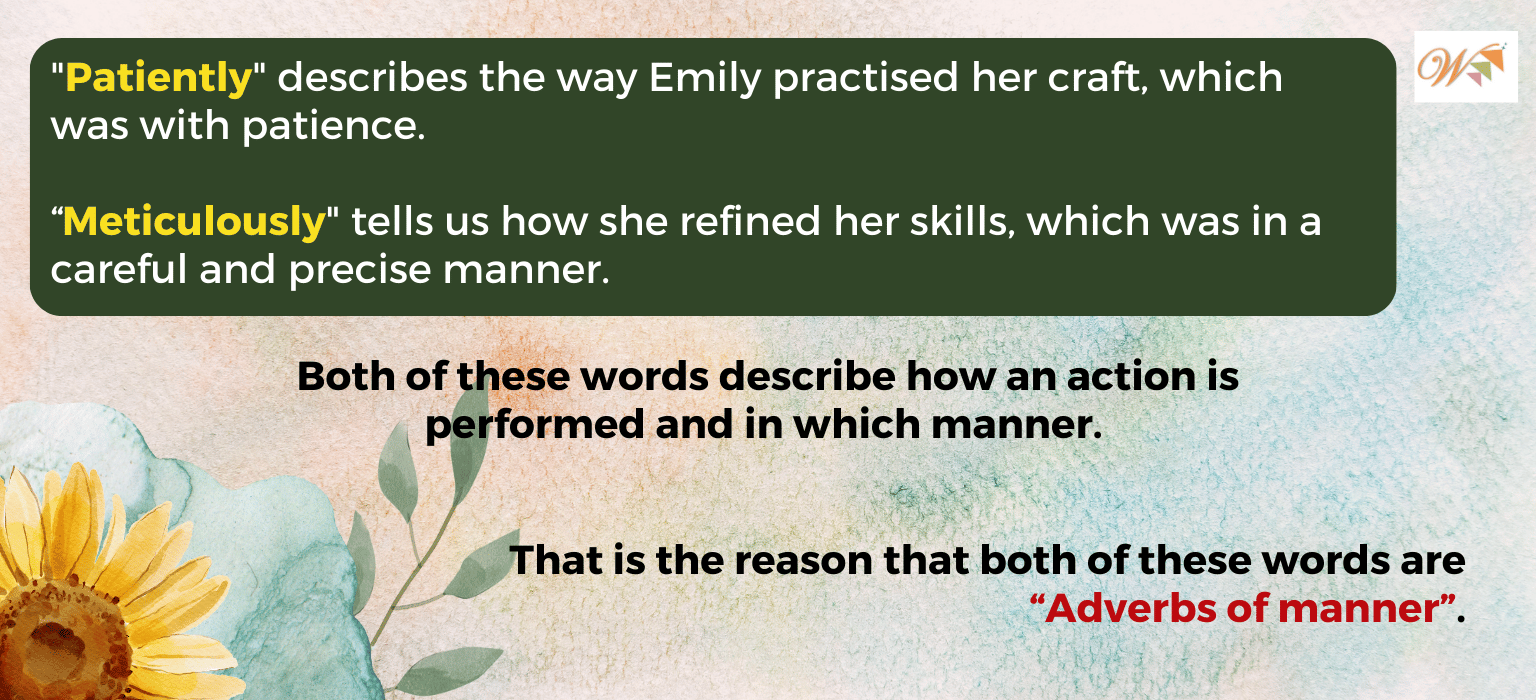 "Patiently" describes the way Emily practised her craft, which
was with patience.
“Meticulously" tells us how she refined her skills, which was in a
careful and precise manner.
W
Both of these words describe how an action is
performed and in which manner.
That is the reason that both of these words are
“Adverbs of manner”.